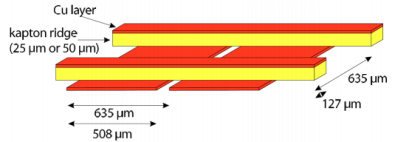 Cu layer
kapton ridge
(25 µm or 50 µm)
635 µm
127 µm
635 µm
508 µm